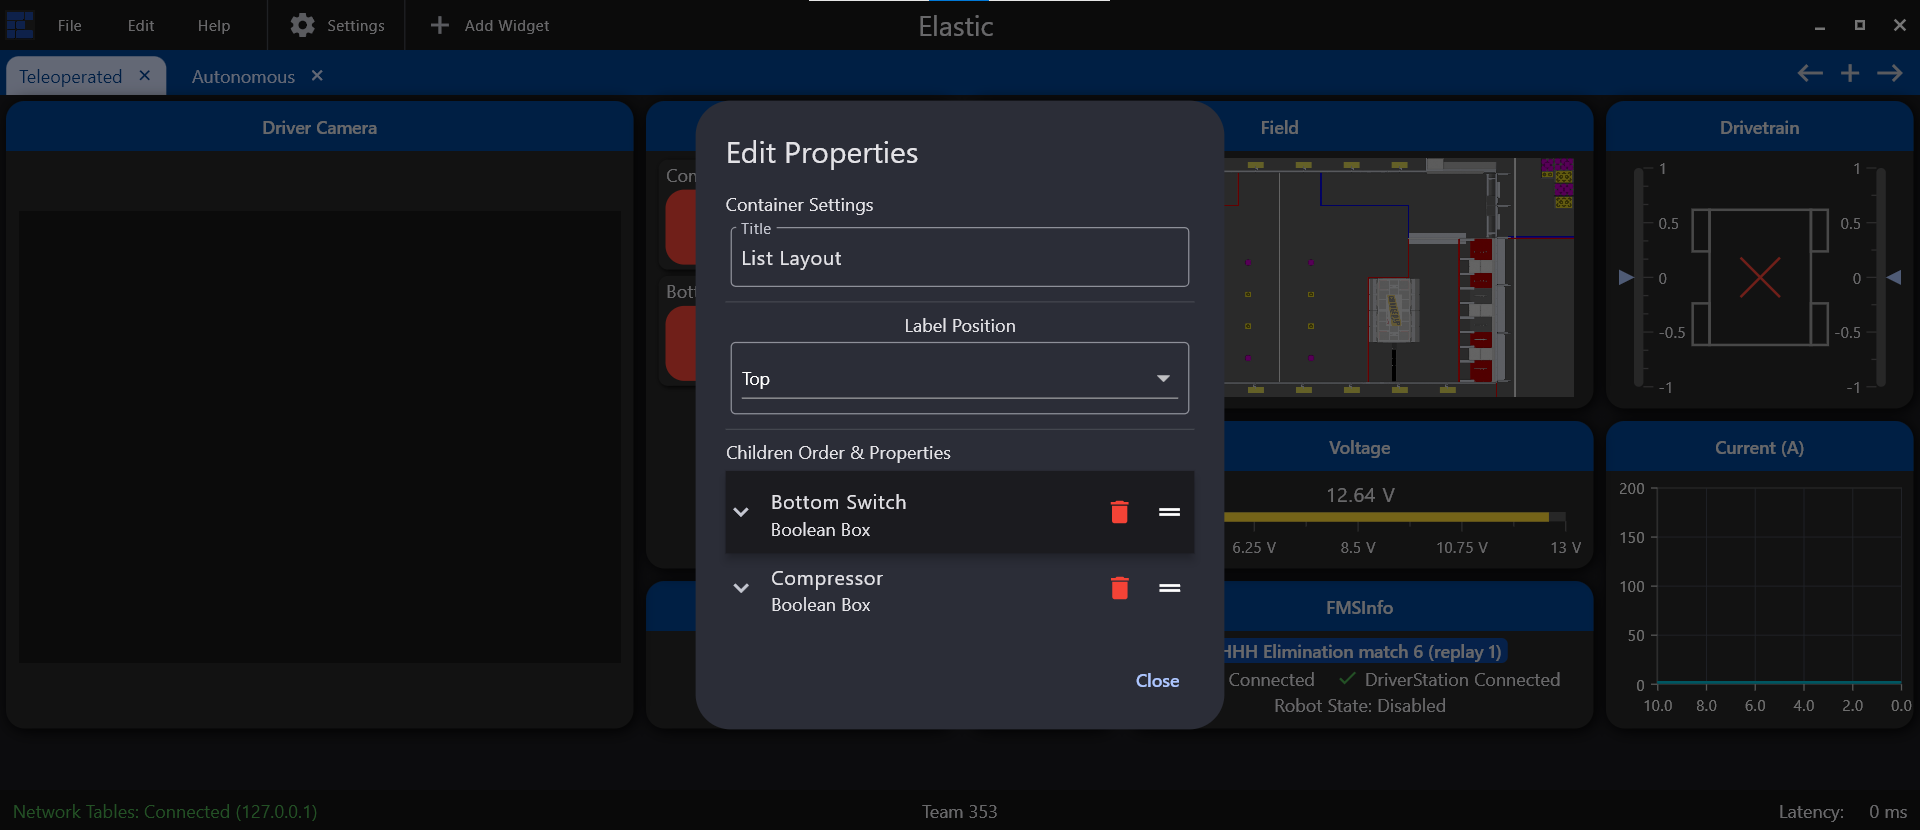 File Edit Help Settings Add Widget Elastic
Teleoperated Autonomous
Driver Camera
Field
Drivetrain
Edit Properties
Container Settings
Title
List Layout
Label Position
Top
Children Order & Properties
Bottom Switch
Boolean Box
Compressor
Boolean Box
Close
Com
Bott
1 1
0.5 0.5
0 0
-0.5 -0.5
-1 -1
Voltage
12.64 V
6.25 V 8.5 V 10.75 V 13 V
Current (A)
200
150
100
50
0
10.0 8.0 6.0 4.0 2.0 0.0
FMSInfo
HHH Elimination match 6 (replay 1)
Connected DriverStation Connected
Robot State: Disabled
Network Tables: Connected (127.0.0.1) Team 353 Latency: 0 ms